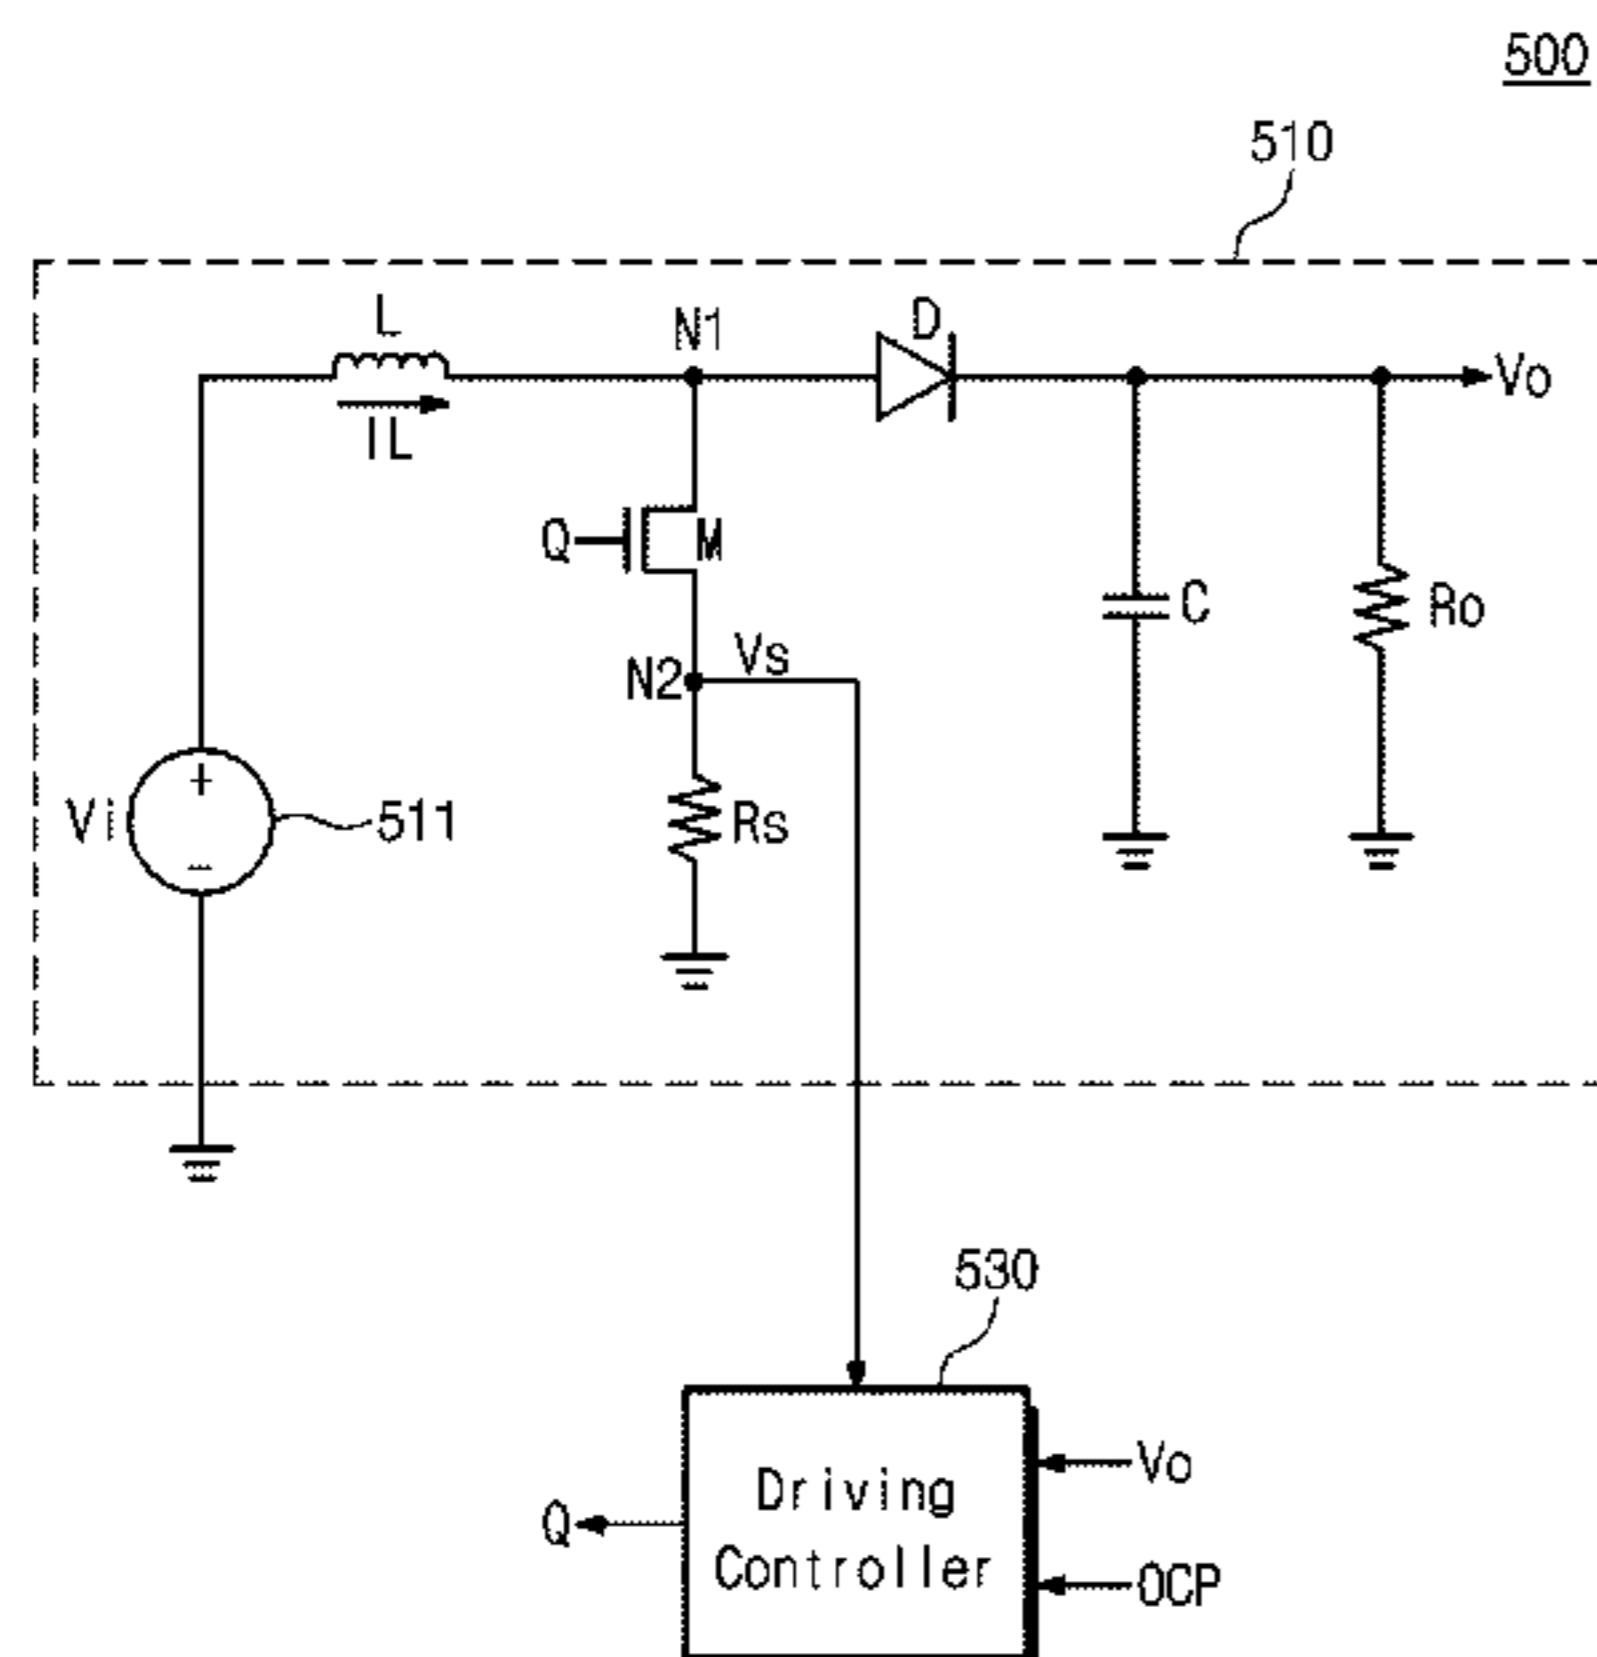 500
510
L
N1
D
Vo
IL
Q
M
C
Ro
Vs
N2
+
Vi
511
Rs
-
530
Driving
Controller
Vo
Q
OCP